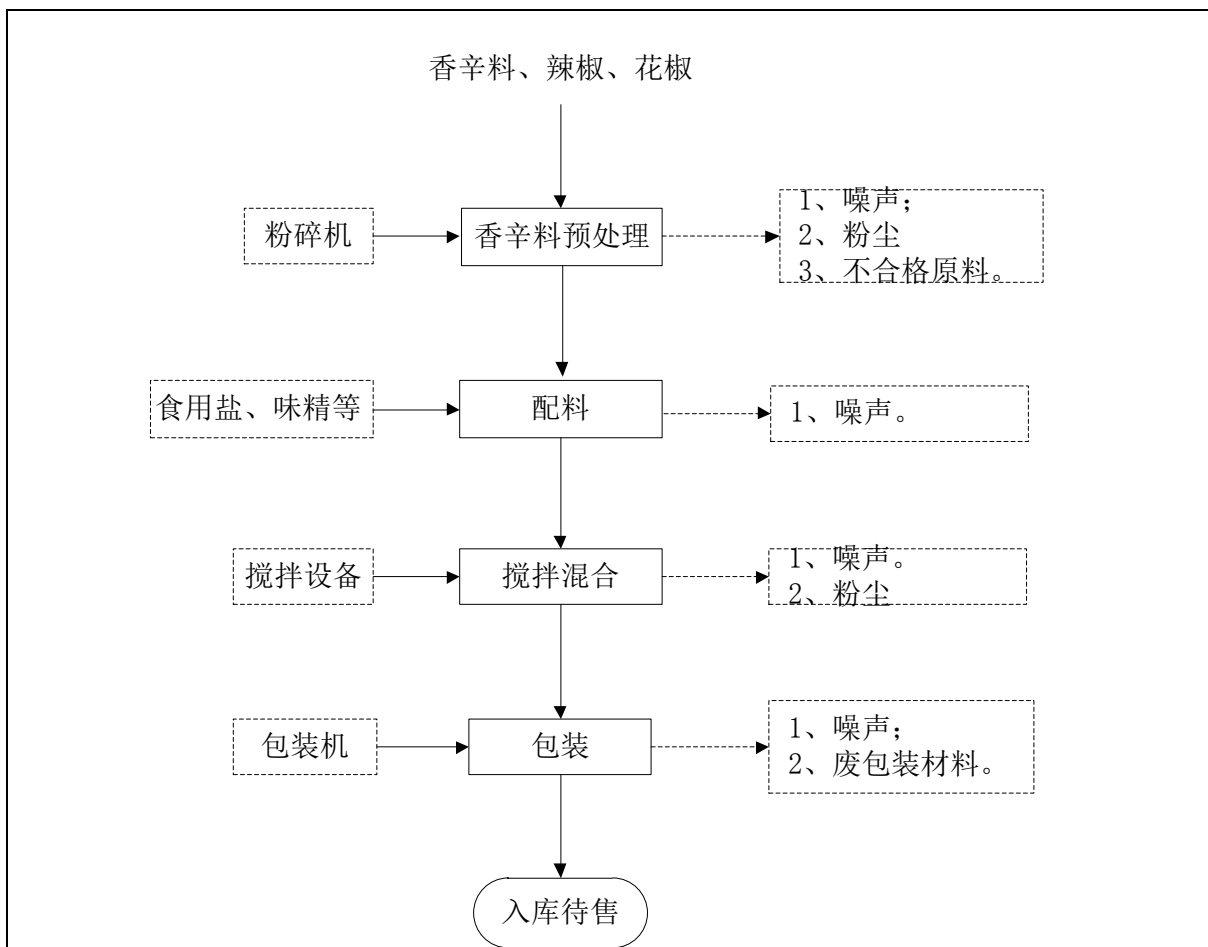 香辛料、辣椒、花椒
粉碎机
香辛料预处理
1、噪声；
2、粉尘
3、不合格原料。
食用盐、味精等
配料
1、噪声。
搅拌设备
搅拌混合
1、噪声。
2、粉尘
包装机
包装
1、噪声；
2、废包装材料。
入库待售